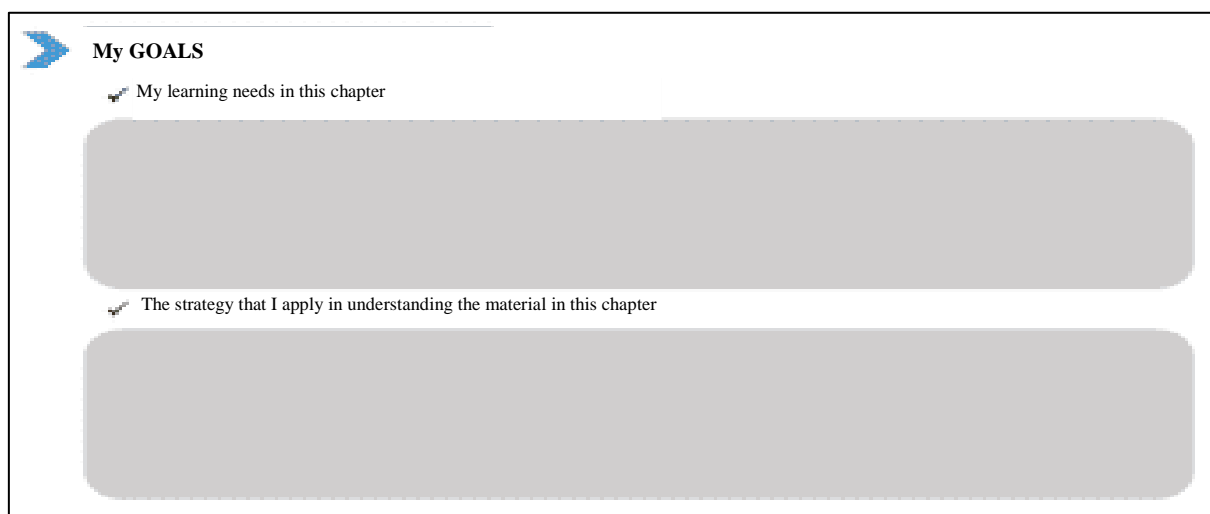 My GOALS
My learning needs in this chapter
The strategy that I apply in understanding the material in this chapter